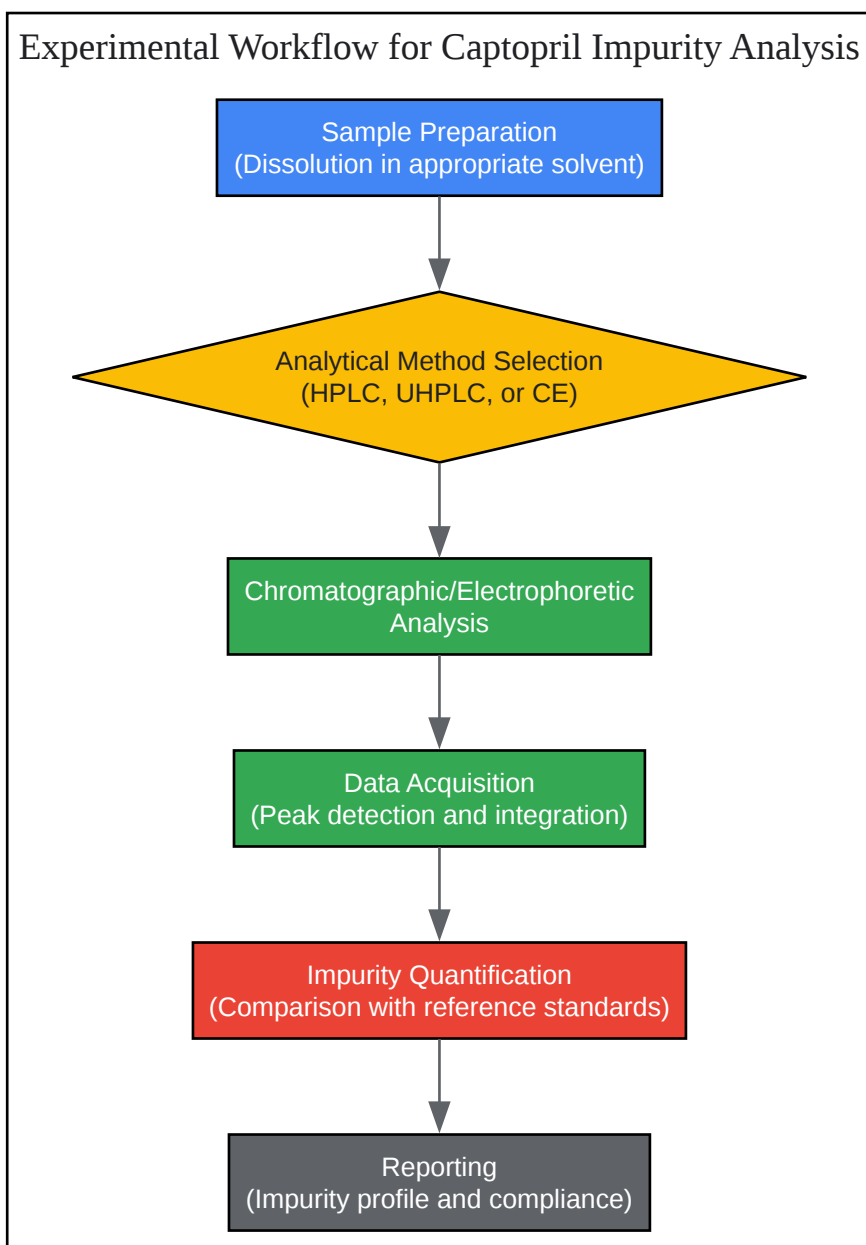 Experimental Workflow for Captopril Impurity Analysis
Sample Preparation
(Dissolution in appropriate solvent)
Analytical Method Selection
(HPLC, UHPLC, or CE)
Chromatographic/Electrophoretic
Analysis
Data Acquisition
(Peak detection and integration)
Impurity Quantification
(Comparison with reference standards)
Reporting
(Impurity profile and compliance)